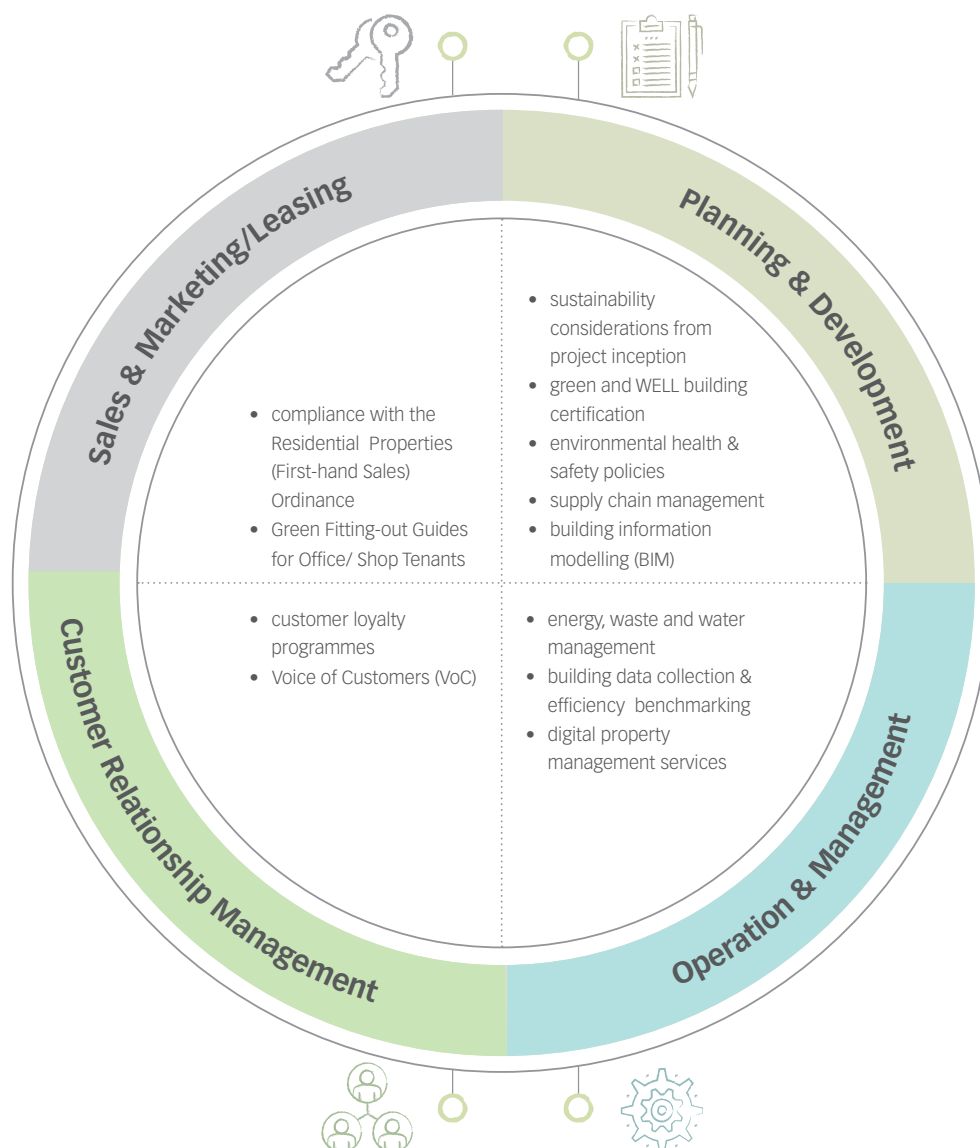 Sales & Marketing/Leasing
• compliance with the
Residential Properties
(First-hand Sales)
Ordinance
• Green Fitting-out Guides
for Office/ Shop Tenants
Planning & Development
• sustainability
considerations from
project inception
• green and WELL building
certification
• environmental health &
safety policies
• supply chain management
• building information
modelling (BIM)
Customer Relationship Management
• customer loyalty
programmes
• Voice of Customers (VoC)
Operation & Management
• energy, waste and water
management
• building data collection &
efficiency benchmarking
• digital property
management services